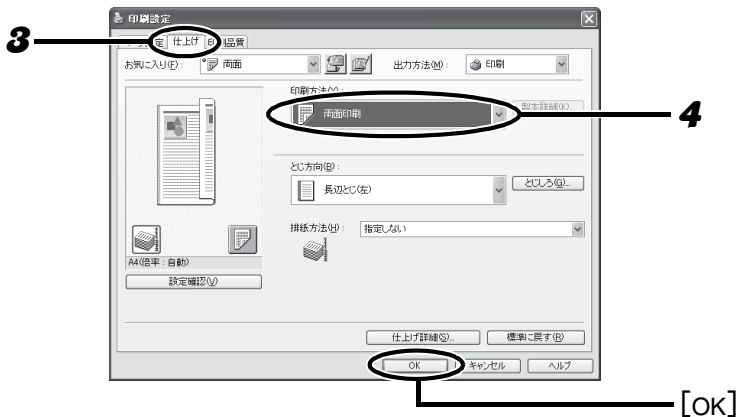 印刷設定
3
定 仕上げ 印刷品質
お気に入り(F): 両面 出力方法(M): 印刷
印刷方法(Y):
両面印刷 製本詳細(K)..
4
とじ方向(B):
長辺とじ(左) とじしろ(G)...
排紙方法(H): 指定しない
A4(倍率:自動)
設定確認(V)
仕上げ詳細(S)... 標準に戻す(R)
OK キャンセル ヘルプ
[OK]